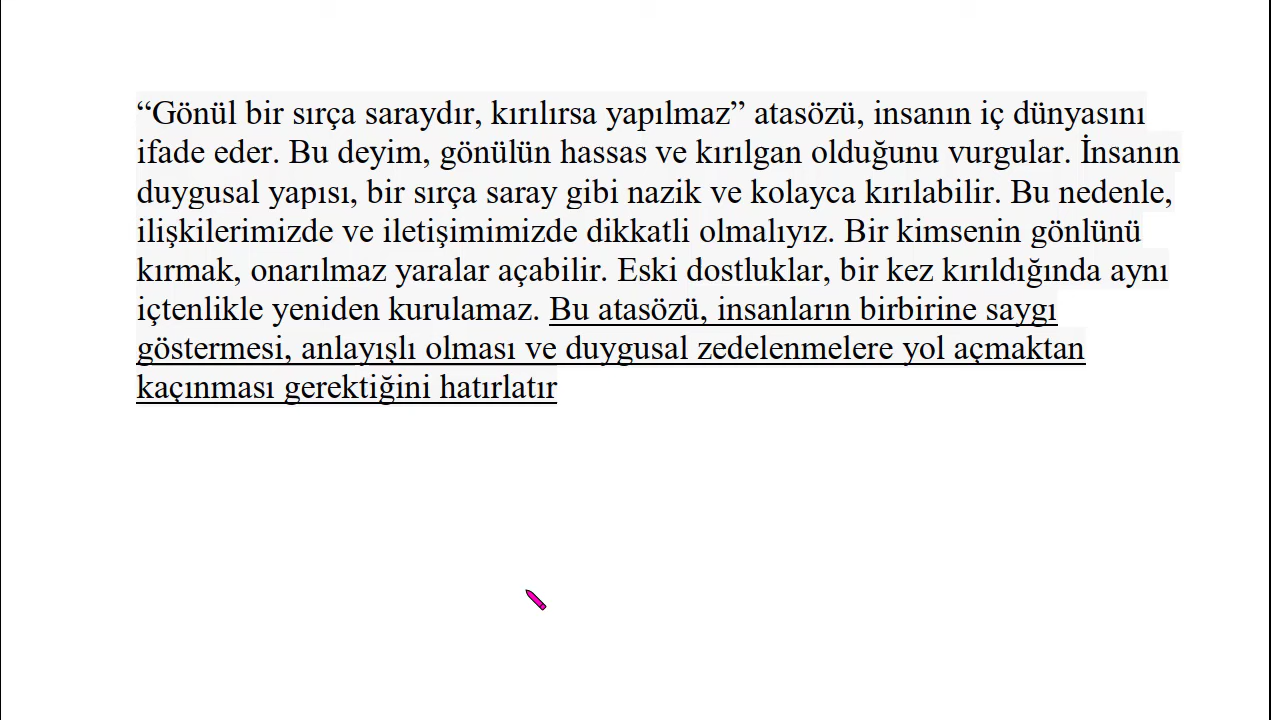 “Gönül bir sırça saraydır, kırılırsa yapılmaz” atasözü, insanın iç dünyasını
ifade eder. Bu deyim, gönülün hassas ve kırılgan olduğunu vurgular. İnsanın
duygusal yapısı, bir sırça saray gibi nazik ve kolayca kırılabilir. Bu nedenle,
ilişkilerimizde ve iletişimimizde dikkatli olmalıyız. Bir kimsenin gönlünü
kırmak, onarılmaz yaralar açabilir. Eski dostluklar, bir kez kırıldığında aynı
içtenlikle yeniden kurulamaz. Bu atasözü, insanların birbirine saygı
göstermesi, anlayışlı olması ve duygusal zedelenmelere yol açmaktan
kaçınması gerektiğini hatırlatır